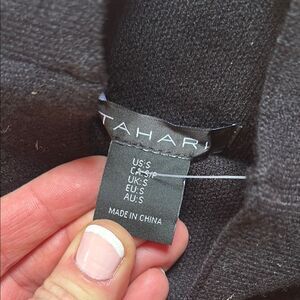 TAHARI
US:S
CA:S/P
UK:S
EU:S
AU:S
MADE IN CHINA